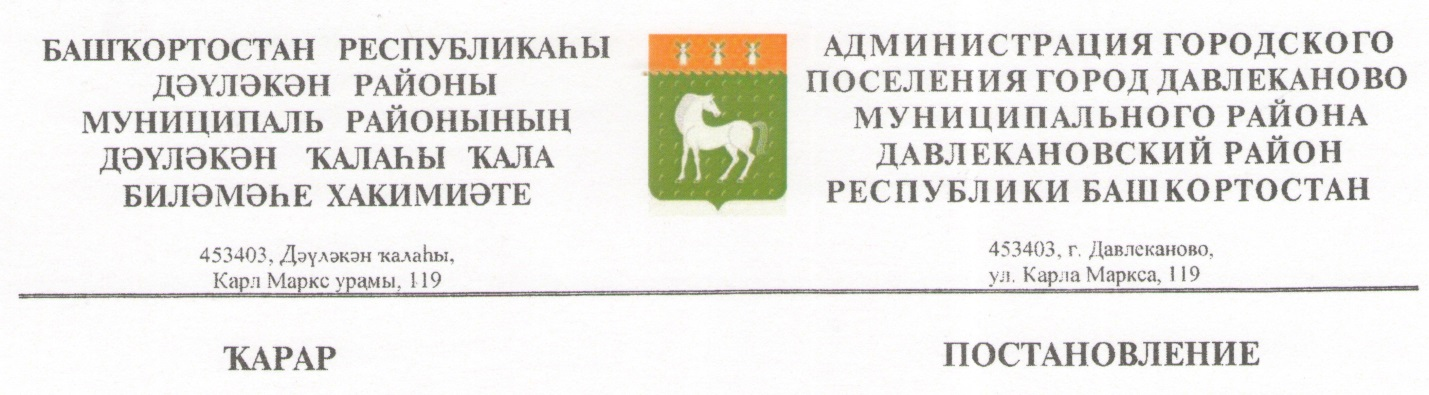 БАШҠОРТОСТАН РЕСПУБЛИКАҺЫ
ДӘҮЛӘКӘН РАЙОНЫ
МУНИЦИПАЛЬ РАЙОНЫНЫҢ
ДӘҮЛӘКӘН ҠАЛАҺЫ ҠАЛА
БИЛӘМӘҺЕ ХАКИМИӘТЕ
453403, Дәүләкән ҡалаһы,
Карл Маркс урамы, 119
АДМИНИСТРАЦИЯ ГОРОДСКОГО
ПОСЕЛЕНИЯ ГОРОД ДАВЛЕКАНОВО
МУНИЦИПАЛЬНОГО РАЙОНА
ДАВЛЕКАНОВСКИЙ РАЙОН
РЕСПУБЛИКИ БАШКОРТОСТАН
453403, г. Давлеканово,
ул. Карла Маркса, 119
ҠАРАР
ПОСТАНОВЛЕНИЕ